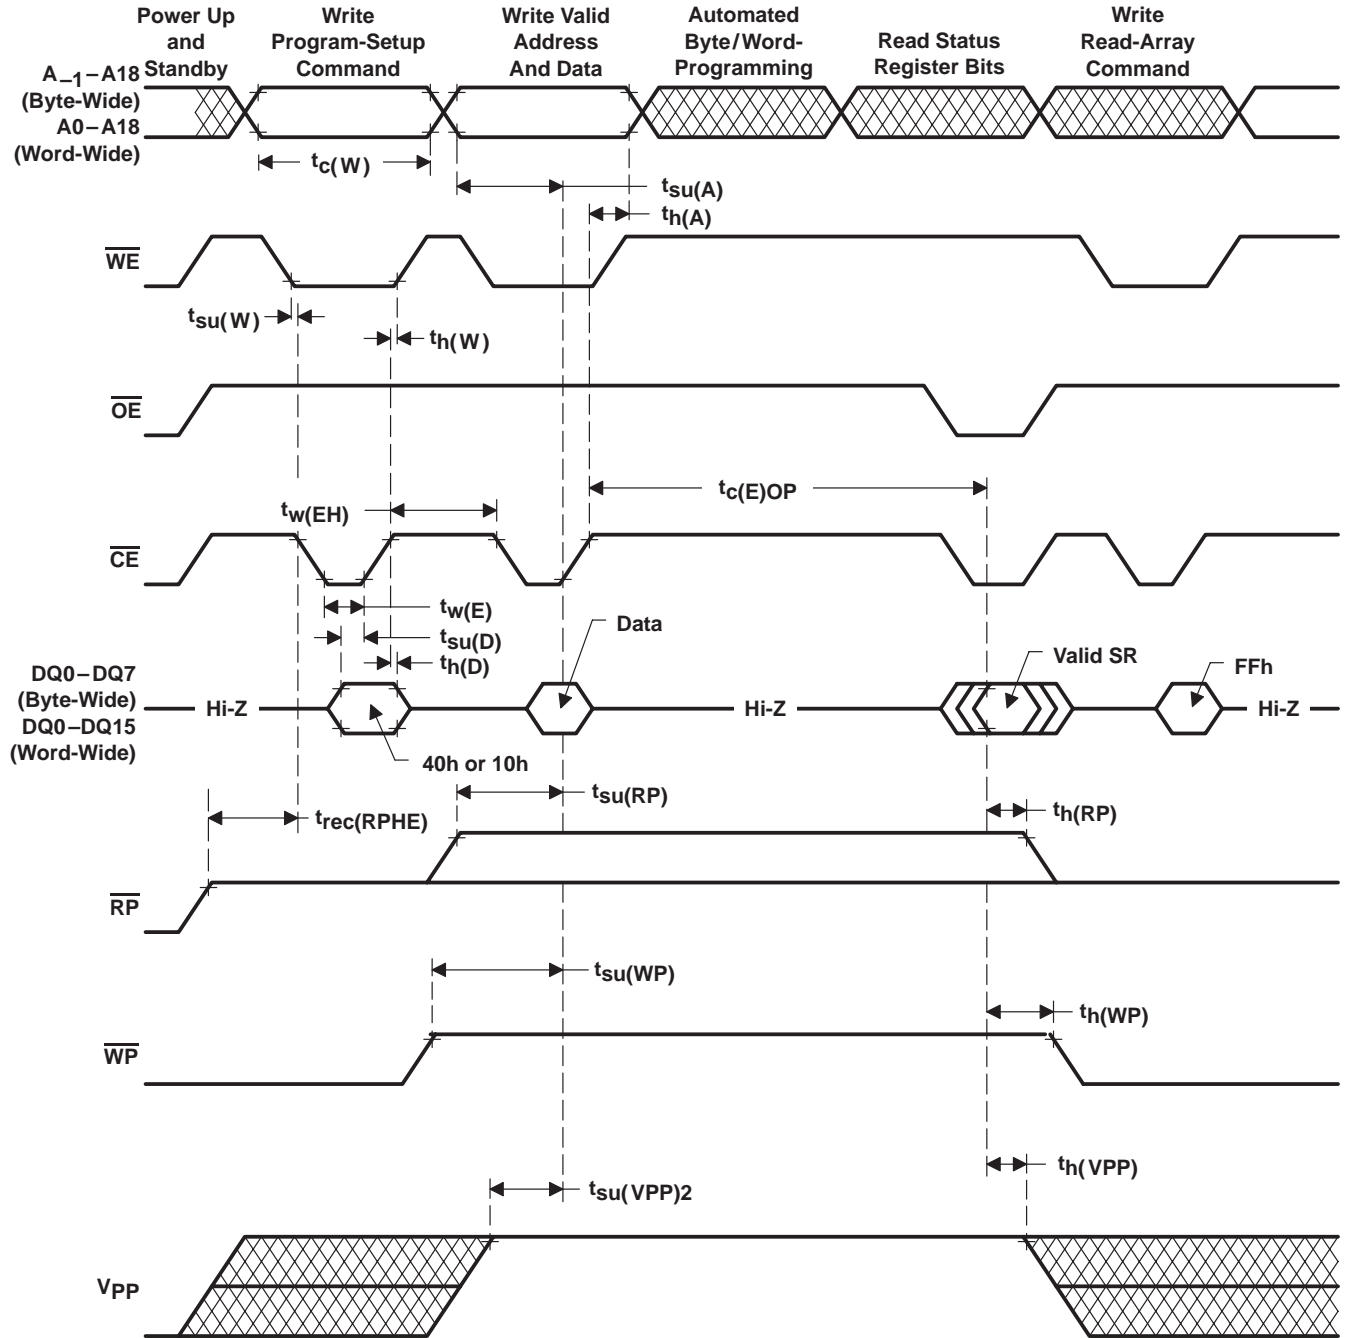 Power Up
and
Standby
Write
Program-Setup
Command
Write Valid
Address
And Data
Automated
Byte/Word-
Programming
Read Status
Register Bits
Write
Read-Array
Command
A–1–A18
(Byte-Wide)
A0–A18
(Word-Wide)
tc(W)
tsu(A)
th(A)
WE
tsu(W)
th(W)
OE
tc(E)OP
tw(EH)
CE
tw(E)
tsu(D)
th(D)
Data
Valid SR
FFh
DQ0–DQ7
(Byte-Wide)
DQ0–DQ15
(Word-Wide)
Hi-Z
Hi-Z
Hi-Z
40h or 10h
tsu(RP)
trec(RPHE)
th(RP)
RP
tsu(WP)
th(WP)
WP
th(VPP)
tsu(VPP)2
VPP